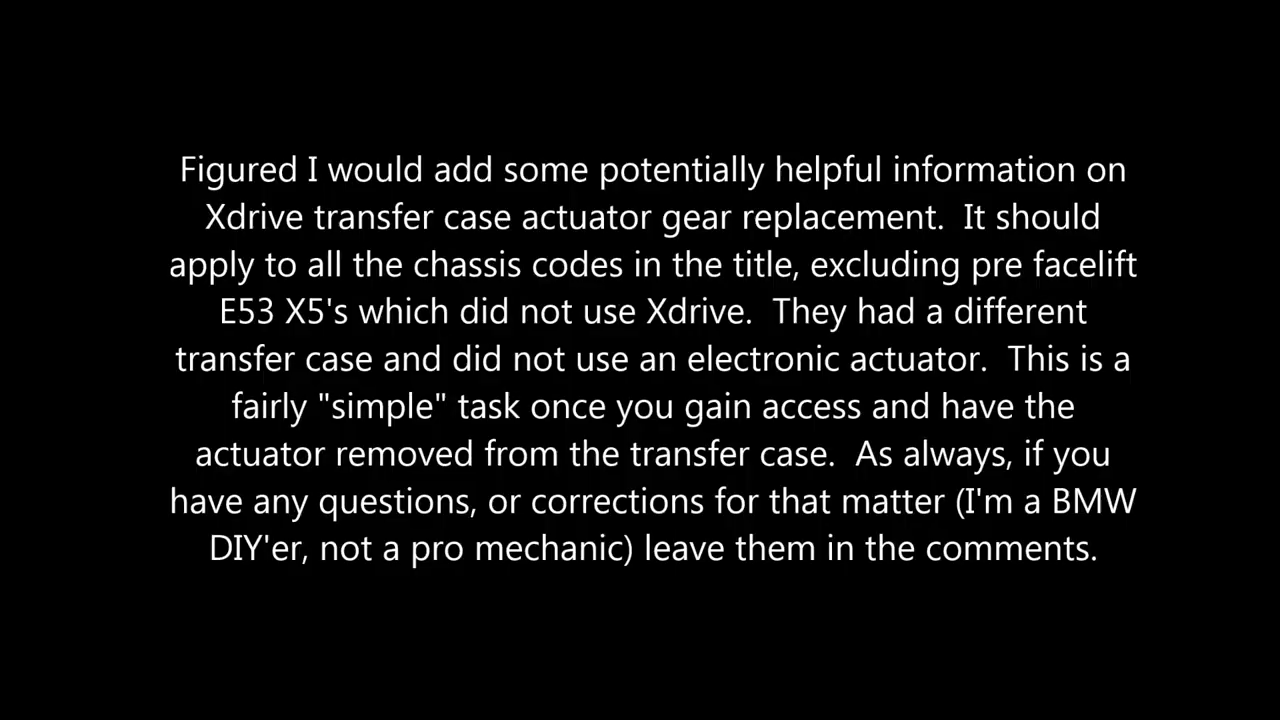 Figured I would add some potentially helpful information on
Xdrive transfer case actuator gear replacement.  It should
apply to all the chassis codes in the title, excluding pre facelift
E53 X5's which did not use Xdrive.  They had a different
transfer case and did not use an electronic actuator.  This is a
fairly "simple" task once you gain access and have the
actuator removed from the transfer case.  As always, if you
have any questions, or corrections for that matter (I'm a BMW
DIY'er, not a pro mechanic) leave them in the comments.